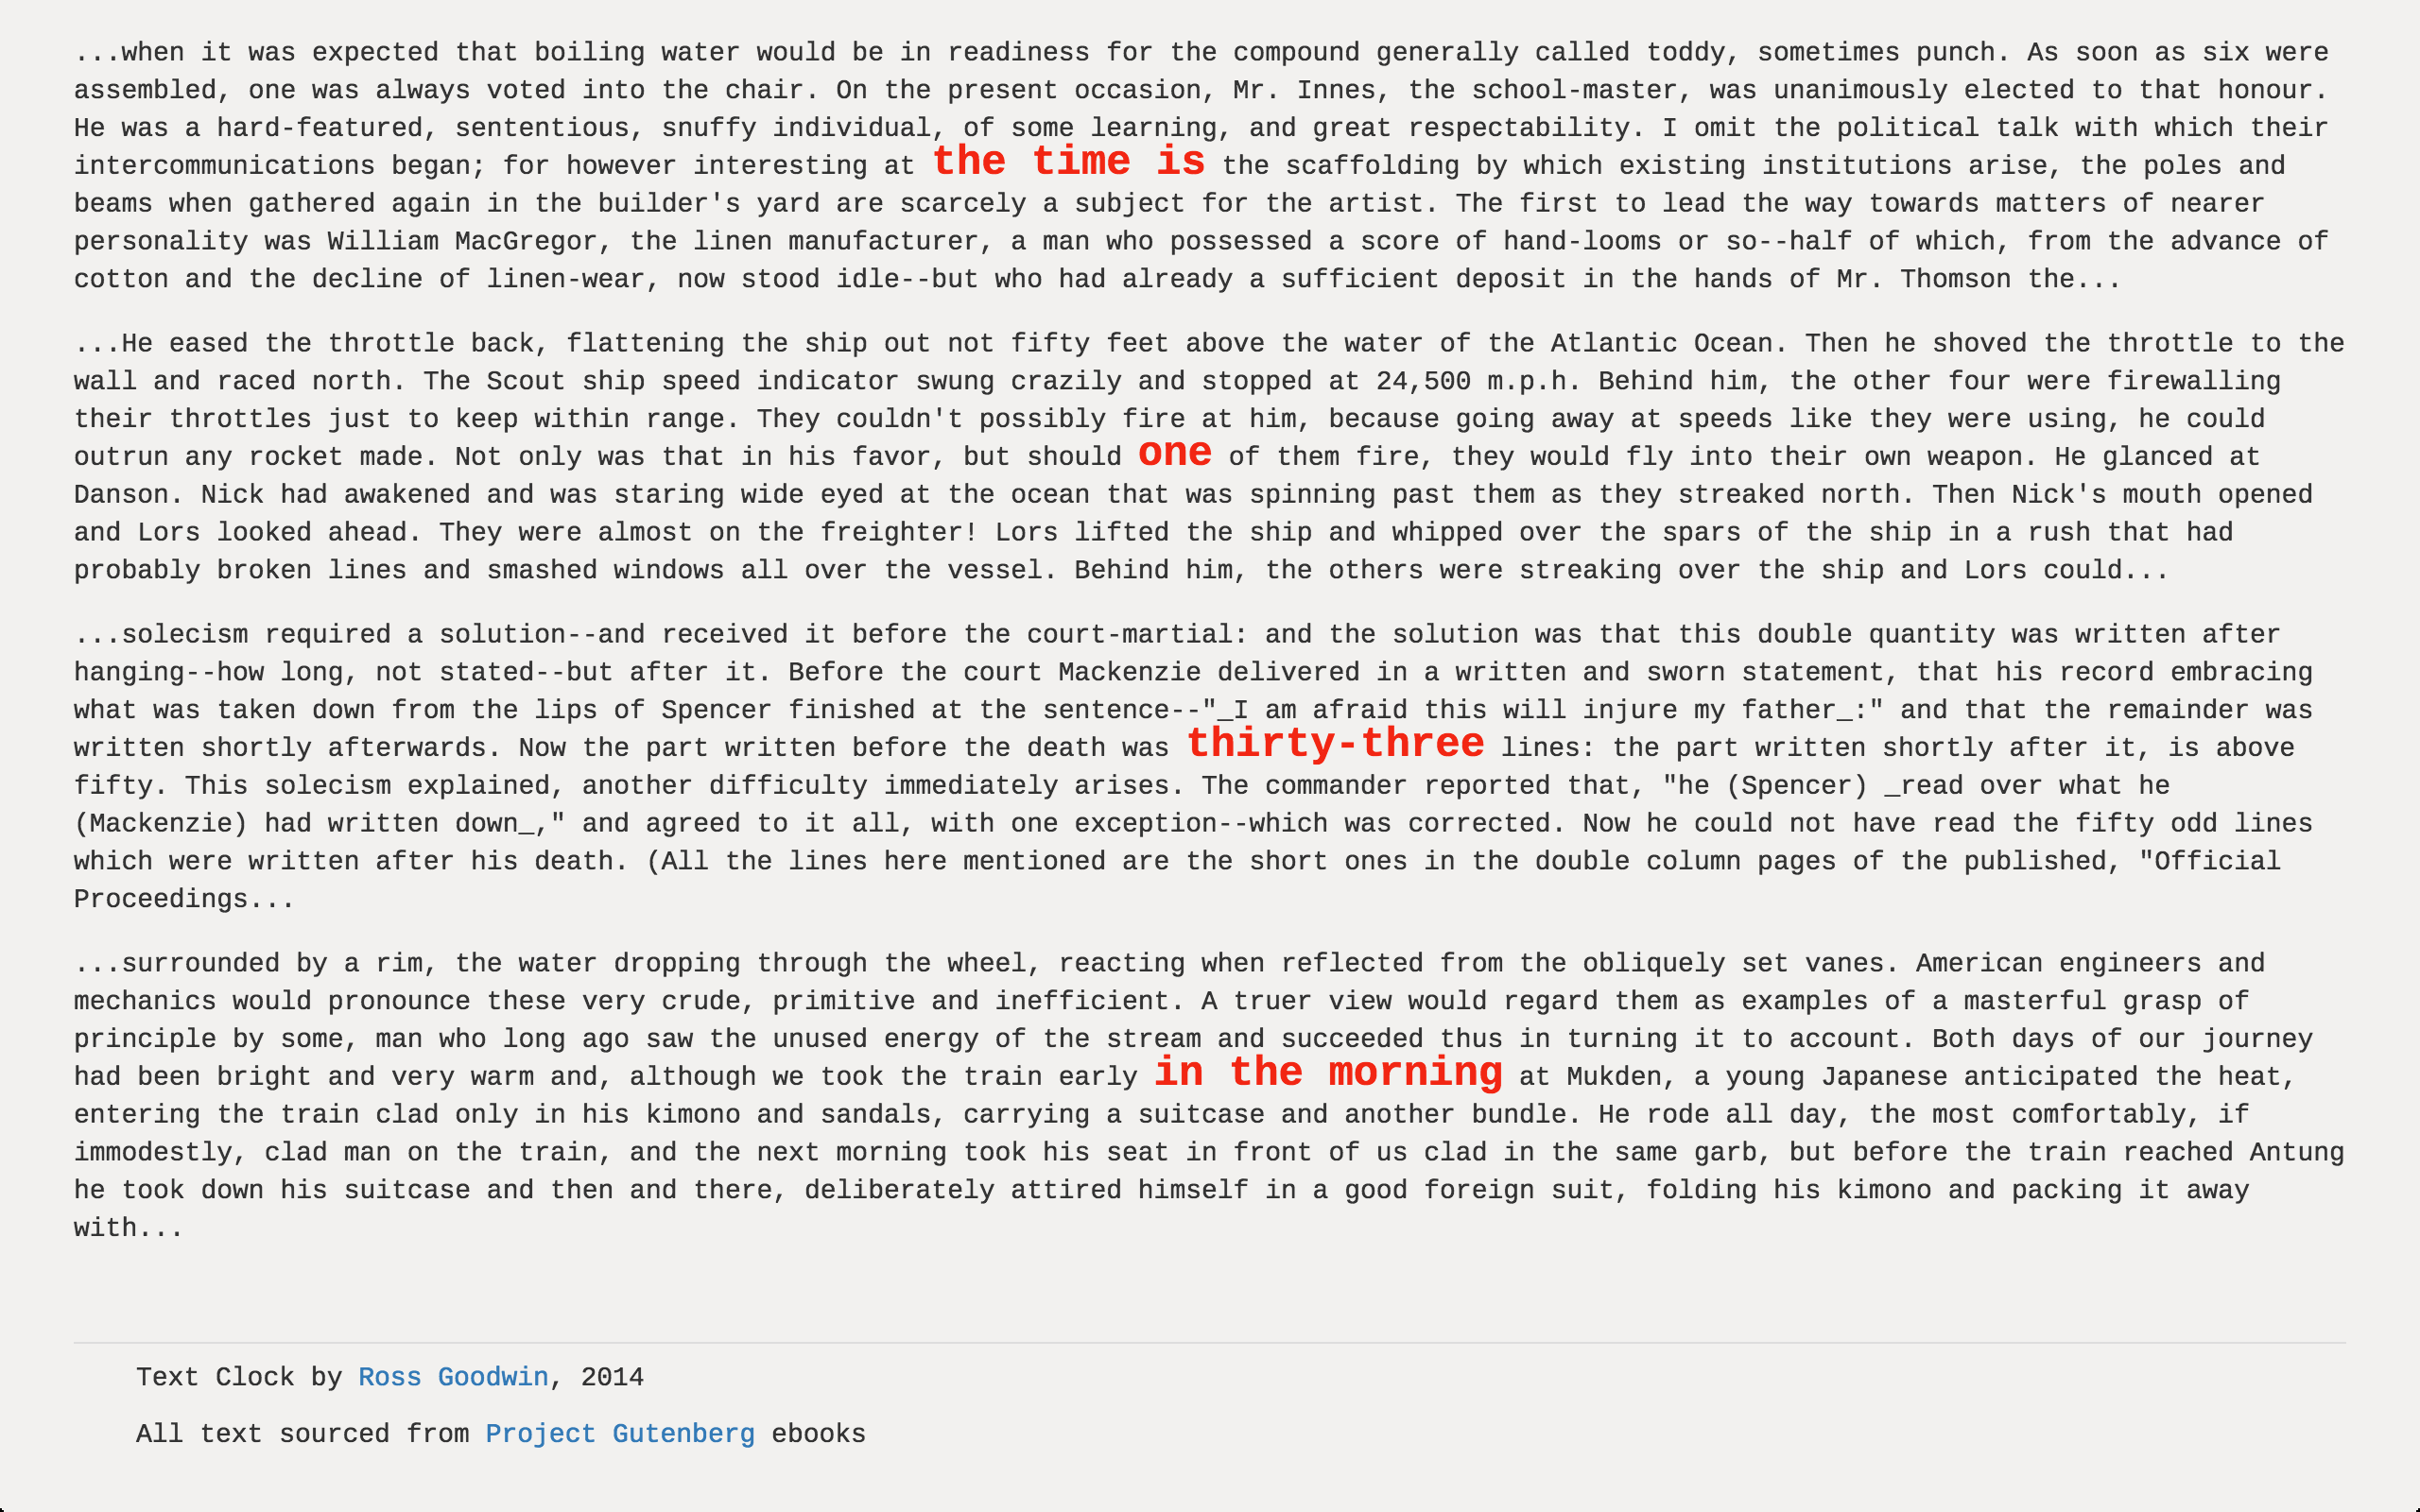 ...when it was expected that boiling water would be in readiness for the compound generally called toddy, sometimes punch. As soon as six were
assembled, one was always voted into the chair. On the present occasion, Mr. Innes, the school-master, was unanimously elected to that honour.
He was a hard-featured, sententious, snuffy individual, of some learning, and great respectability. I omit the political talk with which their
intercommunications began; for however interesting at the time is the scaffolding by which existing institutions arise, the poles and
beams when gathered again in the builder's yard are scarcely a subject for the artist. The first to lead the way towards matters of nearer
personality was William MacGregor, the linen manufacturer, a man who possessed a score of hand-looms or so--half of which, from the advance of
cotton and the decline of linen-wear, now stood idle--but who had already a sufficient deposit in the hands of Mr. Thomson the...
...He eased the throttle back, flattening the ship out not fifty feet above the water of the Atlantic Ocean. Then he shoved the throttle to the
wall and raced north. The Scout ship speed indicator swung crazily and stopped at 24,500 m.p.h. Behind him, the other four were firewalling
their throttles just to keep within range. They couldn't possibly fire at him, because going away at speeds like they were using, he could
outrun any rocket made. Not only was that in his favor, but should one of them fire, they would fly into their own weapon. He glanced at
Danson. Nick had awakened and was staring wide eyed at the ocean that was spinning past them as they streaked north. Then Nick's mouth opened
and Lors looked ahead. They were almost on the freighter! Lors lifted the ship and whipped over the spars of the ship in a rush that had
probably broken lines and smashed windows all over the vessel. Behind him, the others were streaking over the ship and Lors could...
...solecism required a solution--and received it before the court-martial: and the solution was that this double quantity was written after
hanging--how long, not stated--but after it. Before the court Mackenzie delivered in a written and sworn statement, that his record embracing
what was taken down from the lips of Spencer finished at the sentence--"_I am afraid this will injure my father_:" and that the remainder was
written shortly afterwards. Now the part written before the death was thirty-three lines: the part written shortly after it, is above
fifty. This solecism explained, another difficulty immediately arises. The commander reported that, "he (Spencer) _read over what he
(Mackenzie) had written down_," and agreed to it all, with one exception--which was corrected. Now he could not have read the fifty odd lines
which were written after his death. (All the lines here mentioned are the short ones in the double column pages of the published, "Official
Proceedings...
...surrounded by a rim, the water dropping through the wheel, reacting when reflected from the obliquely set vanes. American engineers and
mechanics would pronounce these very crude, primitive and inefficient. A truer view would regard them as examples of a masterful grasp of
principle by some, man who long ago saw the unused energy of the stream and succeeded thus in turning it to account. Both days of our journey
had been bright and very warm and, although we took the train early in the morning at Mukden, a young Japanese anticipated the heat,
entering the train clad only in his kimono and sandals, carrying a suitcase and another bundle. He rode all day, the most comfortably, if
immodestly, clad man on the train, and the next morning took his seat in front of us clad in the same garb, but before the train reached Antung
he took down his suitcase and then and there, deliberately attired himself in a good foreign suit, folding his kimono and packing it away
with...
Text Clock by Ross Goodwin, 2014
All text sourced from Project Gutenberg ebooks